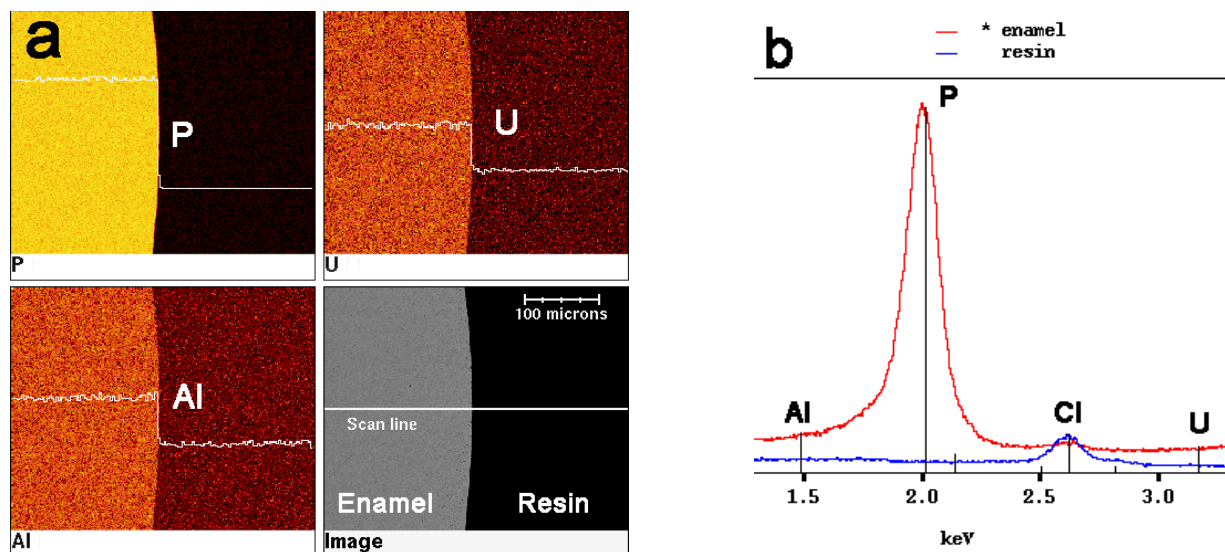 a
P
P
U
U
Al
Al
100 microns
Scan line
Enamel Resin
Image
b
* enamel
resin
P
Al
Cl
U
1.5 2.0 2.5 3.0
keV